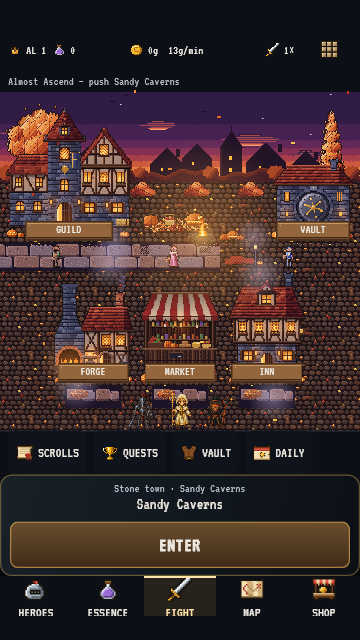 AL 1 0 0g 13g/min 1X
Almost Ascend – push Sandy Caverns
GUILD VAULT
FORGE MARKET INN
SCROLLS QUESTS VAULT DAILY
Stone town · Sandy Caverns
Sandy Caverns
ENTER
HEROES ESSENCE FIGHT MAP SHOP